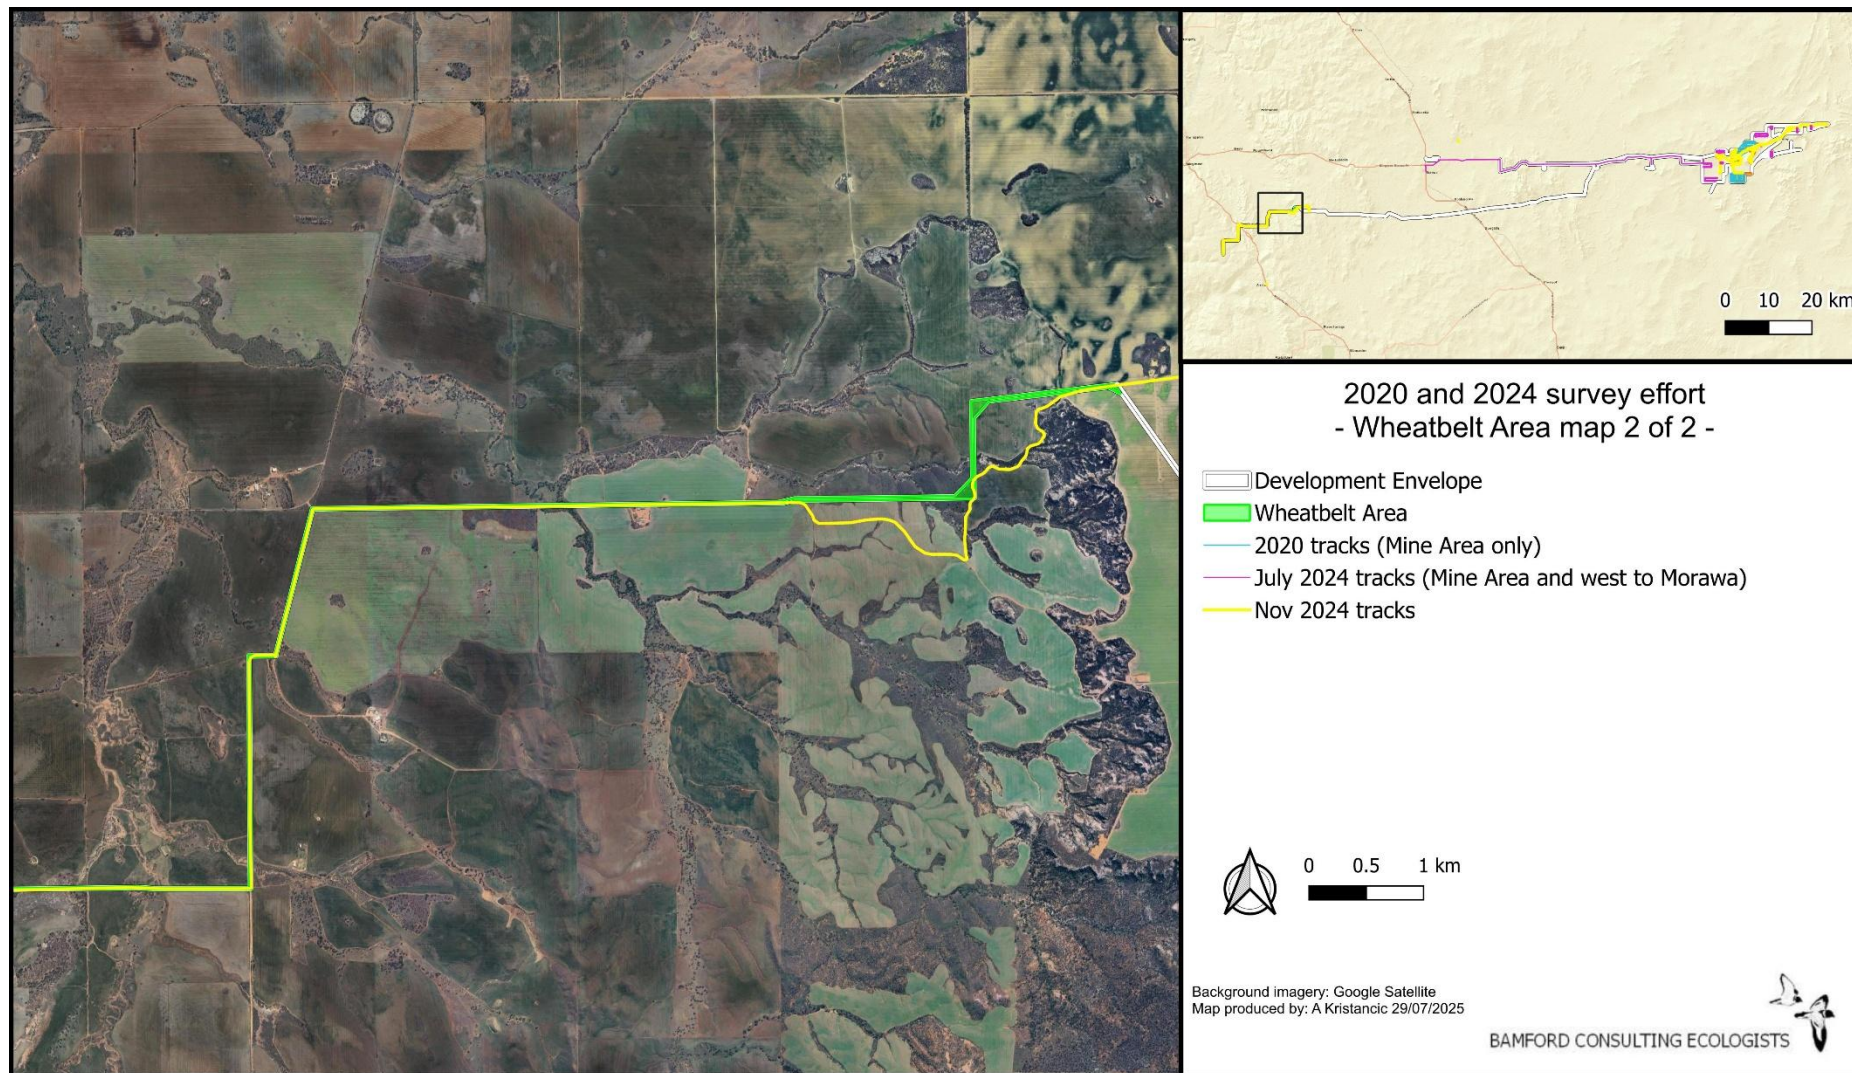 0 10 20 km
2020 and 2024 survey effort
- Wheatbelt Area map 2 of 2 -
Development Envelope
Wheatbelt Area
2020 tracks (Mine Area only)
July 2024 tracks (Mine Area and west to Morawa)
Nov 2024 tracks
0 0.5 1 km
Background imagery: Google Satellite
Map produced by: A Kristancic 29/07/2025
BAMFORD CONSULTING ECOLOGISTS